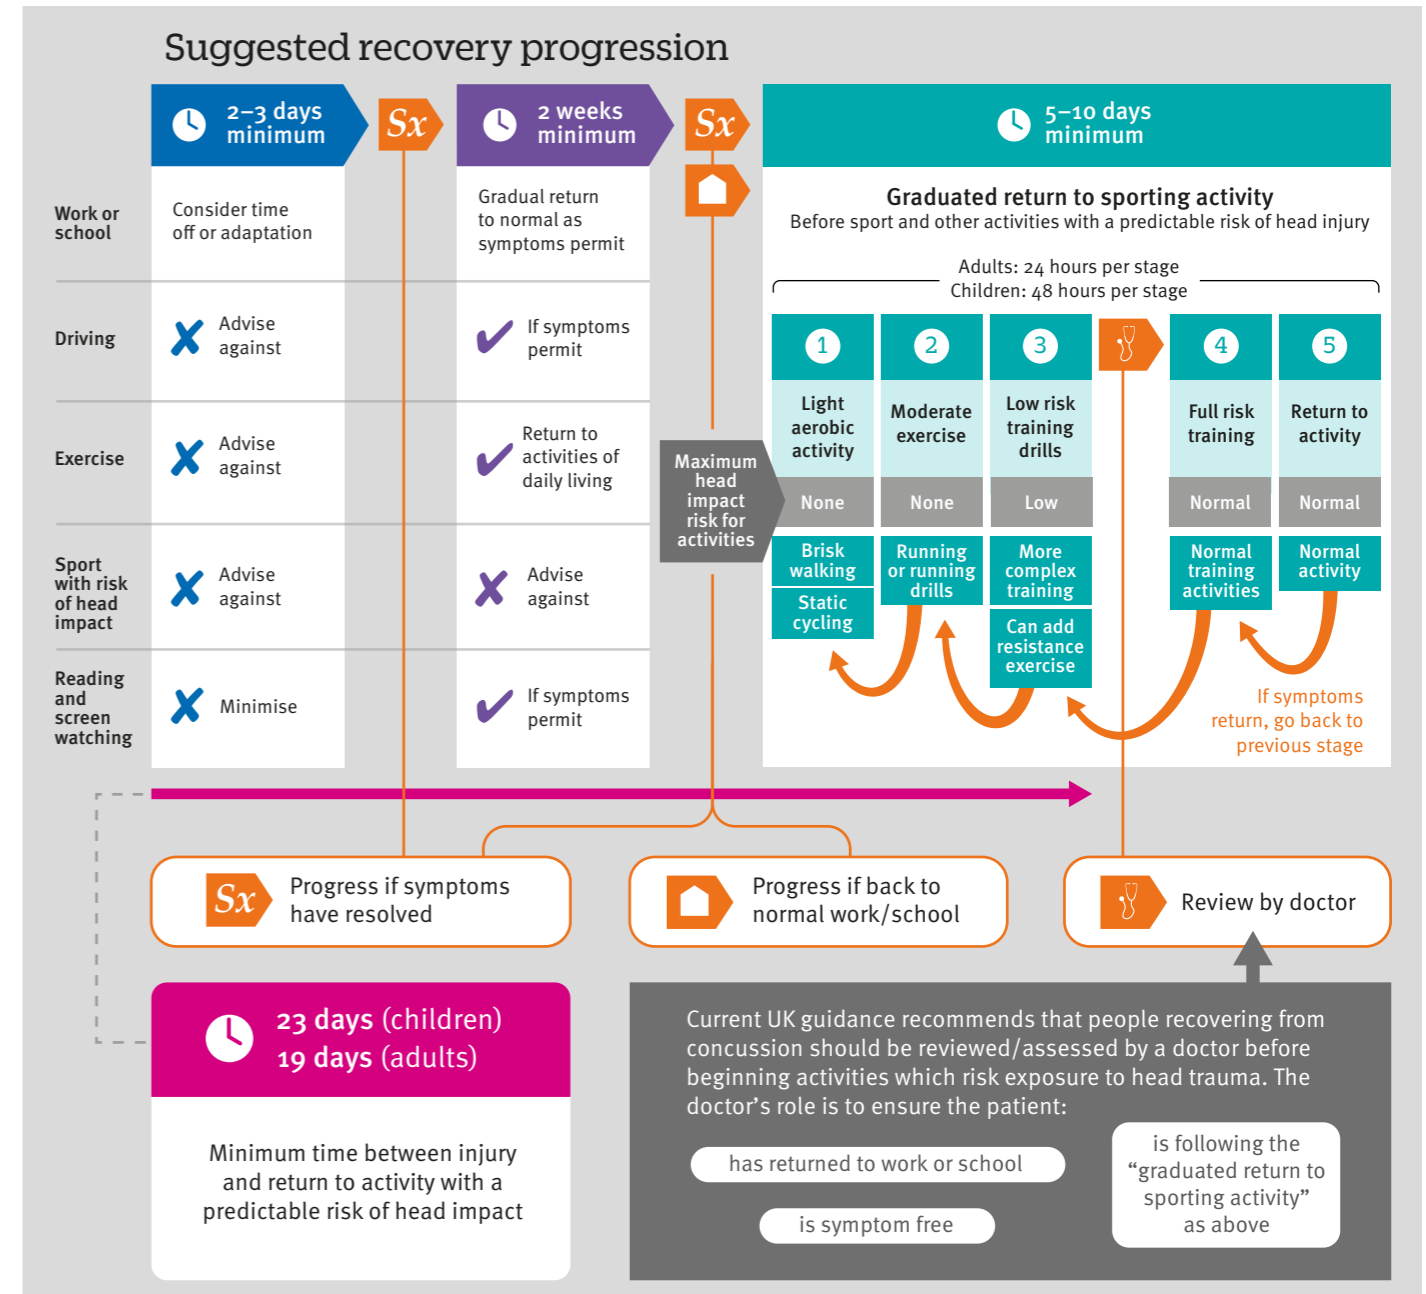 Suggested recovery progression
2–3 days
minimum
Sx
2 weeks
minimum
Sx
5–10 days
minimum
Work or
school
Consider time
off or adaptation
Gradual return
to normal as
symptoms permit
Driving
Advise
against
If symptoms
permit
Exercise
Advise
against
Return to
activities of
daily living
Sport
with risk
of head
impact
Advise
against
Advise
against
Reading
and
screen
watching
Minimise
If symptoms
permit
Graduated return to sporting activity
Before sport and other activities with a predictable risk of head injury
Adults: 24 hours per stage
Children: 48 hours per stage
Maximum
head
impact
risk for
activities
1
Light
aerobic
activity
None
Brisk
walking
Static
cycling
2
Moderate
exercise
None
Running
or running
drills
3
Low risk
training
drills
Low
More
complex
training
Can add
resistance
exercise
4
Full risk
training
Normal
Normal
training
activities
5
Return to
activity
Normal
Normal
activity
If symptoms
return, go back to
previous stage
Sx
Progress if symptoms
have resolved
Progress if back to
normal work/school
Review by doctor
23 days (children)
19 days (adults)
Minimum time between injury
and return to activity with a
predictable risk of head impact
Current UK guidance recommends that people recovering from
concussion should be reviewed/assessed by a doctor before
beginning activities which risk exposure to head trauma. The
doctor’s role is to ensure the patient:
has returned to work or school
is symptom free
is following the
“graduated return to
sporting activity”
as above